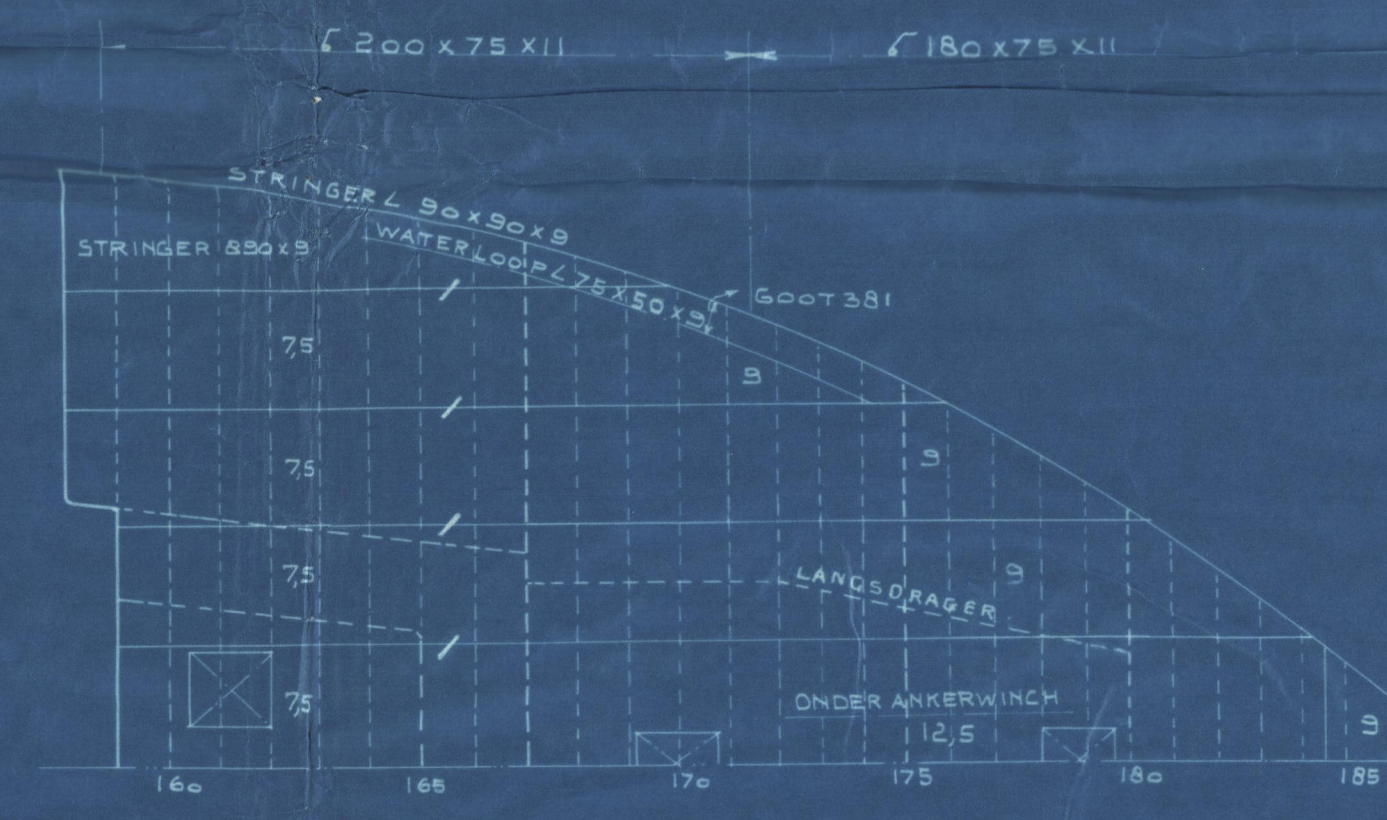 200 x 75 x 11
180 x 75 x 11
STRINGER L 90 x 90 x 9
STRINGER 890 x 9
WATERLOOP L 75 x 50 x 9
GOOT 381
7,5
9
7,5
9
7,5
9
LANGSDRAGER
7,5
ONDER ANKERWINCH
12,5
9
160 165 170 175 180 185